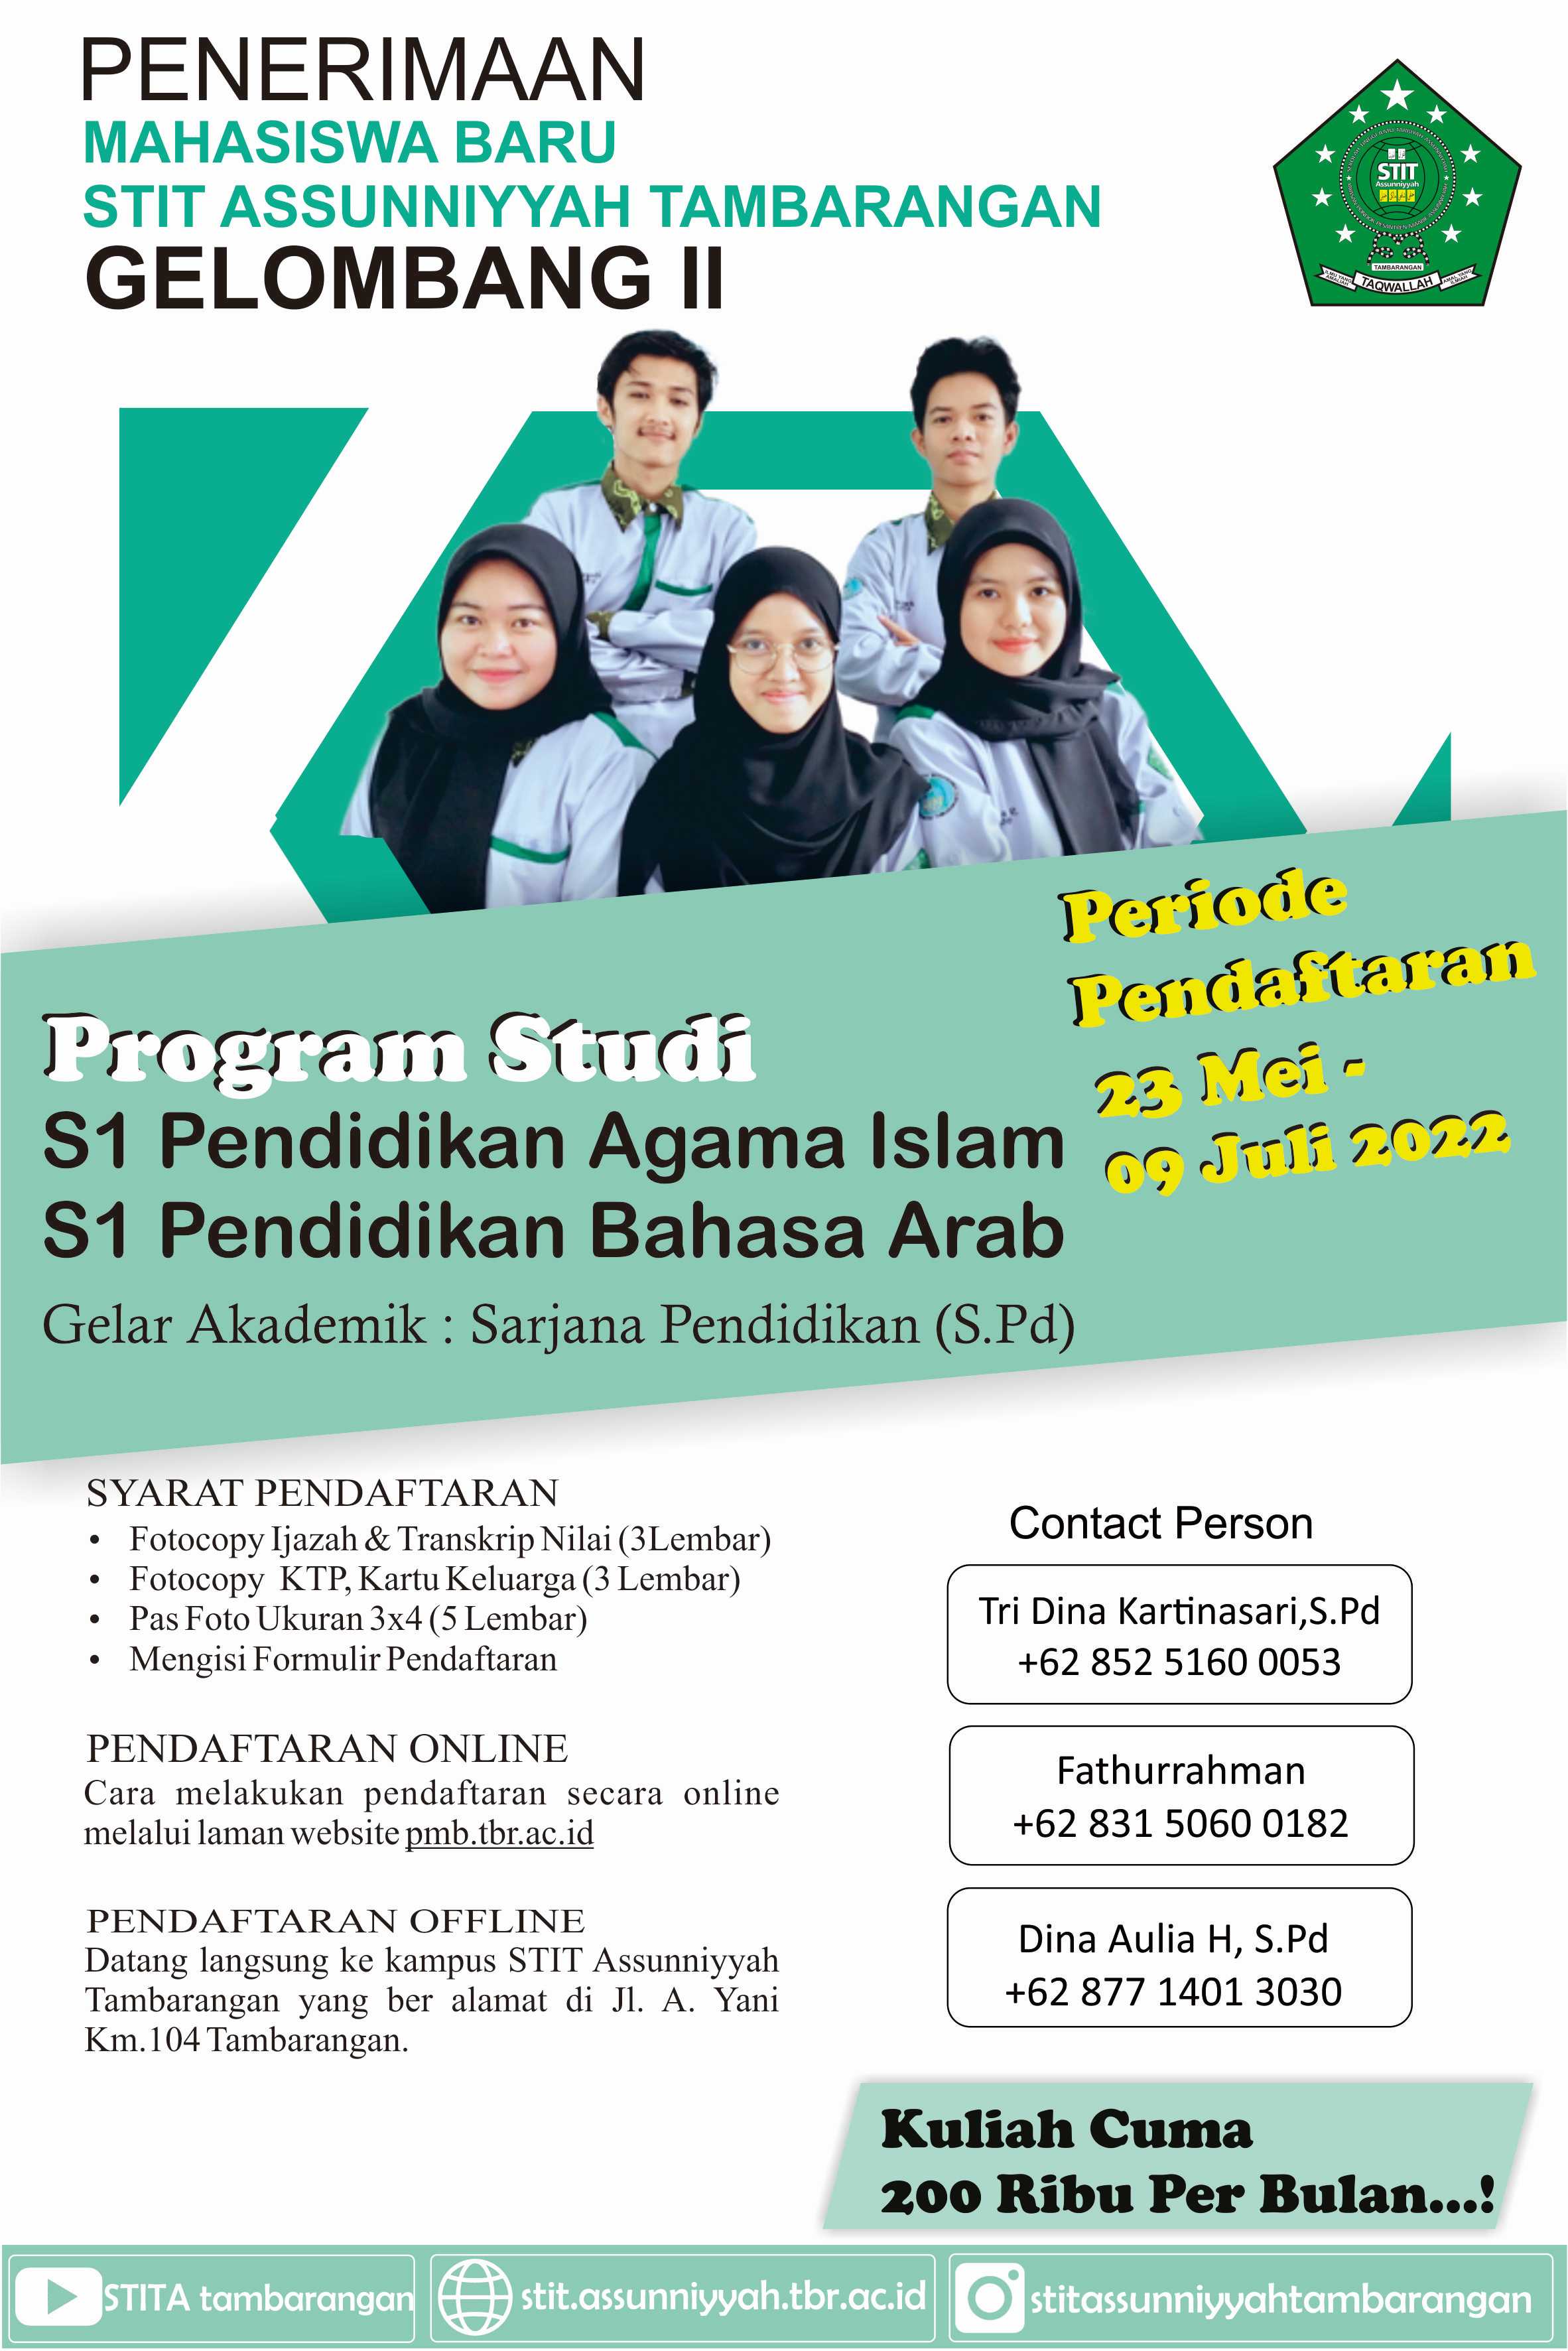 PENERIMAAN
MAHASISWA BARU
STIT ASSUNNIYYAH TAMBARANGAN
GELOMBANG II
STIT
Assunniyyah
TAMBARANGAN
TAQWALLAH
Periode
Pendaftaran
23 Mei -
09 Juli 2022
Program Studi
S1 Pendidikan Agama Islam
S1 Pendidikan Bahasa Arab
Gelar Akademik : Sarjana Pendidikan (S.Pd)
SYARAT PENDAFTARAN
• Fotocopy Ijazah & Transkrip Nilai (3Lembar)
• Fotocopy KTP, Kartu Keluarga (3 Lembar)
• Pas Foto Ukuran 3x4 (5 Lembar)
• Mengisi Formulir Pendaftaran
PENDAFTARAN ONLINE
Cara melakukan pendaftaran secara online
melalui laman website pmb.tbr.ac.id
PENDAFTARAN OFFLINE
Datang langsung ke kampus STIT Assunniyyah
Tambarangan yang ber alamat di Jl. A. Yani
Km.104 Tambarangan.
Contact Person
Tri Dina Kartinasari,S.Pd
+62 852 5160 0053
Fathurrahman
+62 831 5060 0182
Dina Aulia H, S.Pd
+62 877 1401 3030
Kuliah Cuma
200 Ribu Per Bulan...!
STITA tambarangan
stit.assunniyyah.tbr.ac.id
stitassunniyyahtambarangan